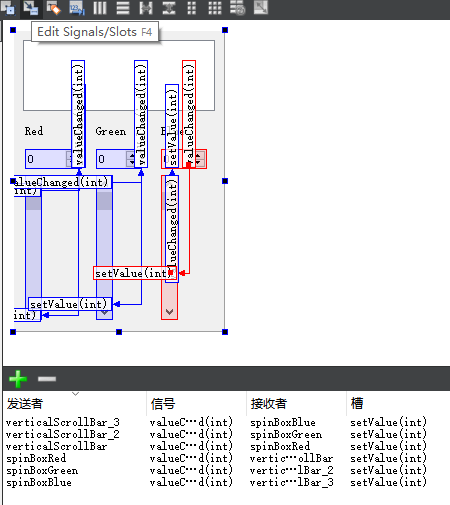 Edit Signals/Slots F4
valueChanged(int)
valueChanged(int)
setValue(int)
valueChanged(int)
Red
Green
0
0
alueChanged(int)
int)
alueChanged(int)
setValue(int)
setValue(int)
int)
发送者 信号 接收者 槽
verticalScrollBar_3 valueC⋯d(int) spinBoxBlue setValue(int)
verticalScrollBar_2 valueC⋯d(int) spinBoxGreen setValue(int)
verticalScrollBar valueC⋯d(int) spinBoxRed setValue(int)
spinBoxRed valueC⋯d(int) vertic⋯ollBar setValue(int)
spinBoxGreen valueC⋯d(int) vertic⋯lBar_2 setValue(int)
spinBoxBlue valueC⋯d(int) vertic⋯lBar_3 setValue(int)